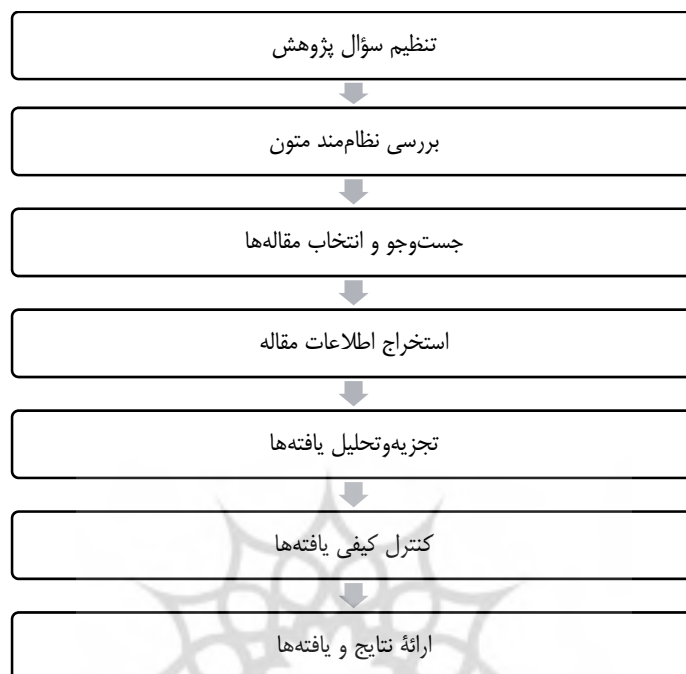 تنظیم سؤال پژوهش
بررسی نظام‌مند متون
جست‌وجو و انتخاب مقاله‌ها
استخراج اطلاعات مقاله
تجزیه‌وتحلیل یافته‌ها
کنترل کیفی یافته‌ها
ارائۀ نتایج و یافته‌ها